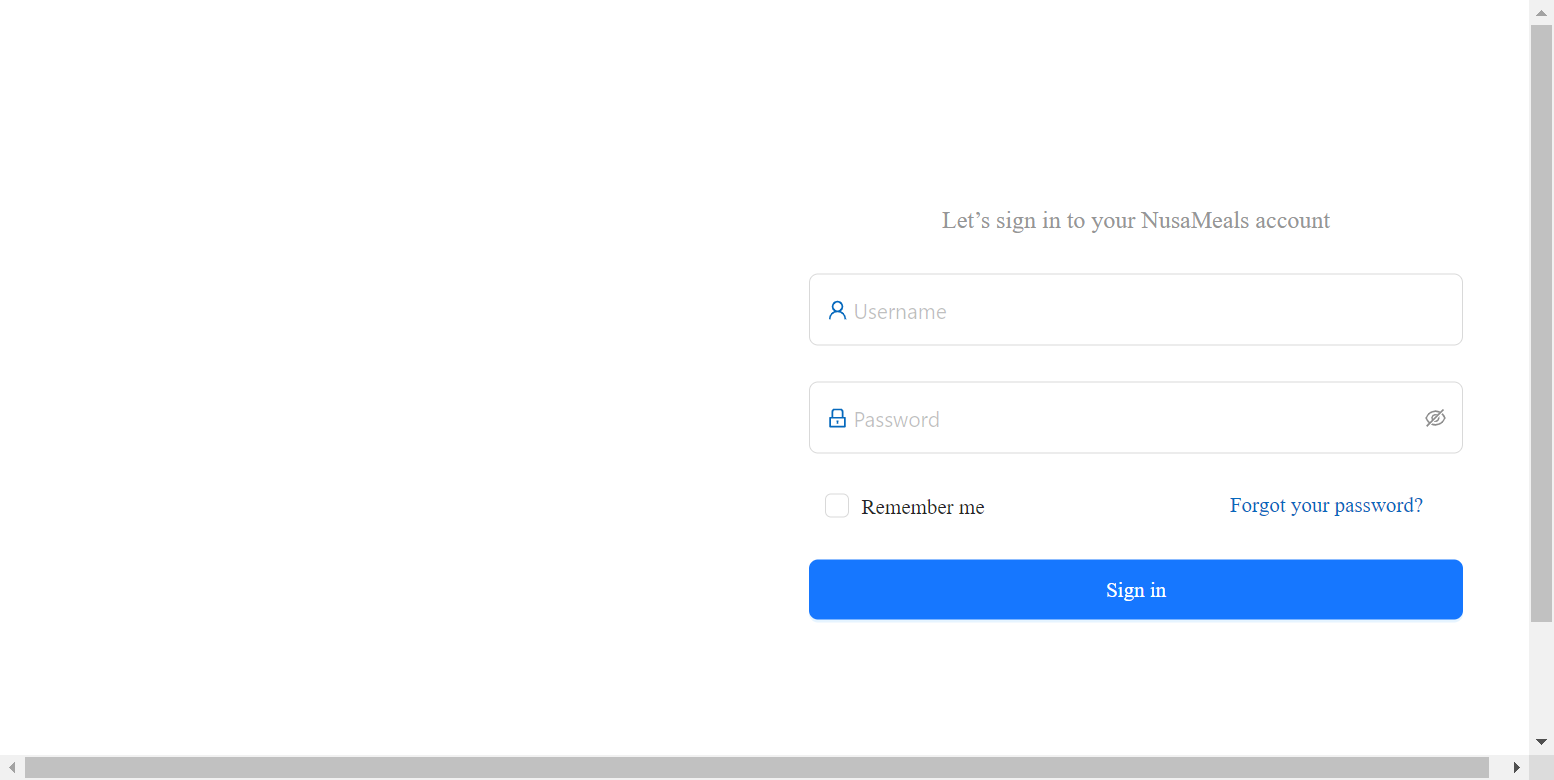 Let’s sign in to your NusaMeals account
Username
Password
Remember me
Forgot your password?
Sign in